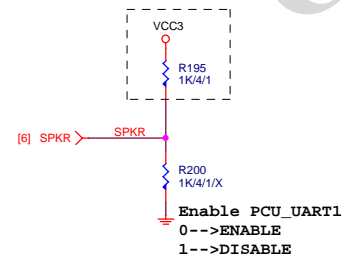 VCC3
R195
1K/4/1
[6] SPKR SPKR
R200
1K/4/1/X
Enable PCU_UART1
0-->ENABLE
1-->DISABLE